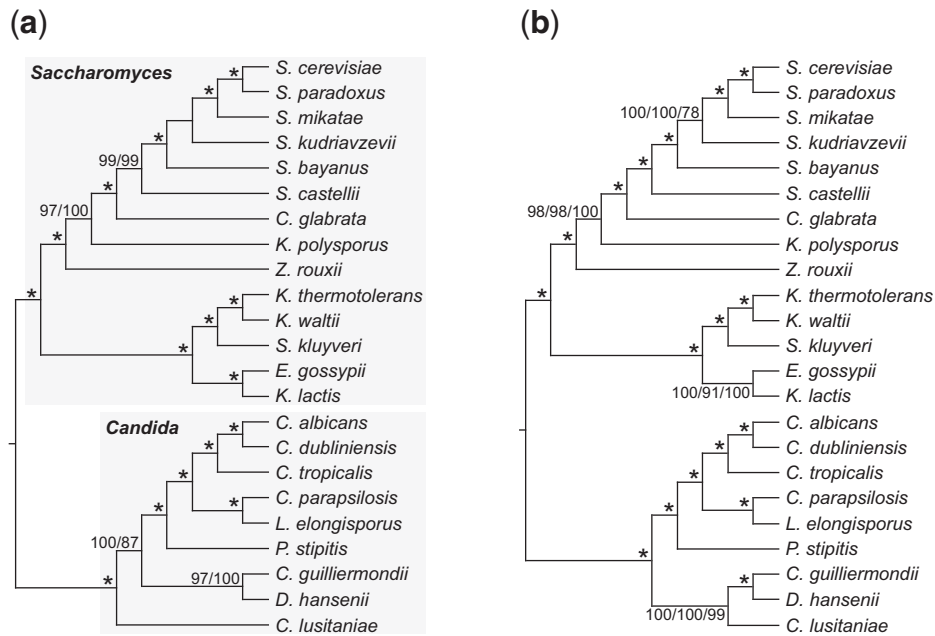 (a)
Saccharomyces
* S. cerevisiae
* S. paradoxus
S. mikatae
* S. kudriavzevii
99/99 S. bayanus
* S. castellii
97/100 C. glabrata
* K. polysporus
* Z. rouxii
* K. thermotolerans
* K. waltii
* S. kluyveri
* E. gossypii
K. lactis
Candida
* C. albicans
* C. dubliniensis
* C. tropicalis
* C. parapsilosis
* L. elongisporus
100/87 P. stipitis
* 97/100 C. guilliermondii
D. hansenii
C. lusitaniae
(b)
* S. cerevisiae
* S. paradoxus
100/100/78 S. mikatae
* S. kudriavzevii
* S. bayanus
* S. castellii
98/98/100 C. glabrata
* K. polysporus
* Z. rouxii
* K. thermotolerans
* K. waltii
* S. kluyveri
E. gossypii
100/91/100 K. lactis
* C. albicans
* C. dubliniensis
* C. tropicalis
* C. parapsilosis
* L. elongisporus
* P. stipitis
* C. guilliermondii
D. hansenii
100/100/99 C. lusitaniae